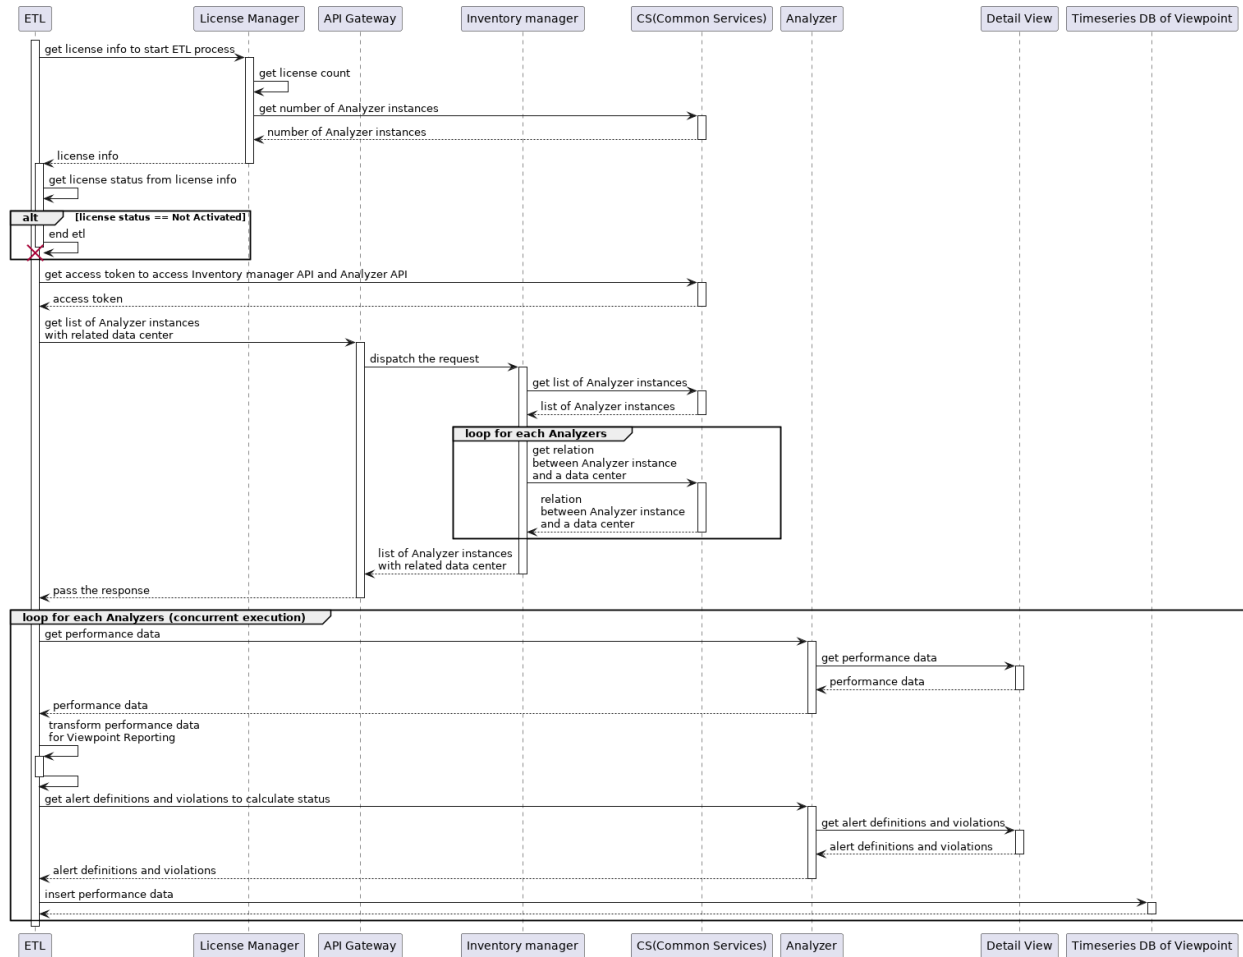 ETL
License Manager
API Gateway
Inventory manager
CS(Common Services)
Analyzer
Detail View
Timeseries DB of Viewpoint
get license info to start ETL process
get license count
get number of Analyzer instances
number of Analyzer instances
license info
get license status from license info
alt
[license status == Not Activated]
end etl
get access token to access Inventory manager API and Analyzer API
access token
get list of Analyzer instances
with related data center
dispatch the request
get list of Analyzer instances
list of Analyzer instances
loop for each Analyzers
get relation
between Analyzer instance
and a data center
relation
between Analyzer instance
and a data center
list of Analyzer instances
with related data center
pass the response
loop for each Analyzers (concurrent execution)
get performance data
get performance data
performance data
performance data
transform performance data
for Viewpoint Reporting
get alert definitions and violations to calculate status
get alert definitions and violations
alert definitions and violations
alert definitions and violations
insert performance data
ETL
License Manager
API Gateway
Inventory manager
CS(Common Services)
Analyzer
Detail View
Timeseries DB of Viewpoint